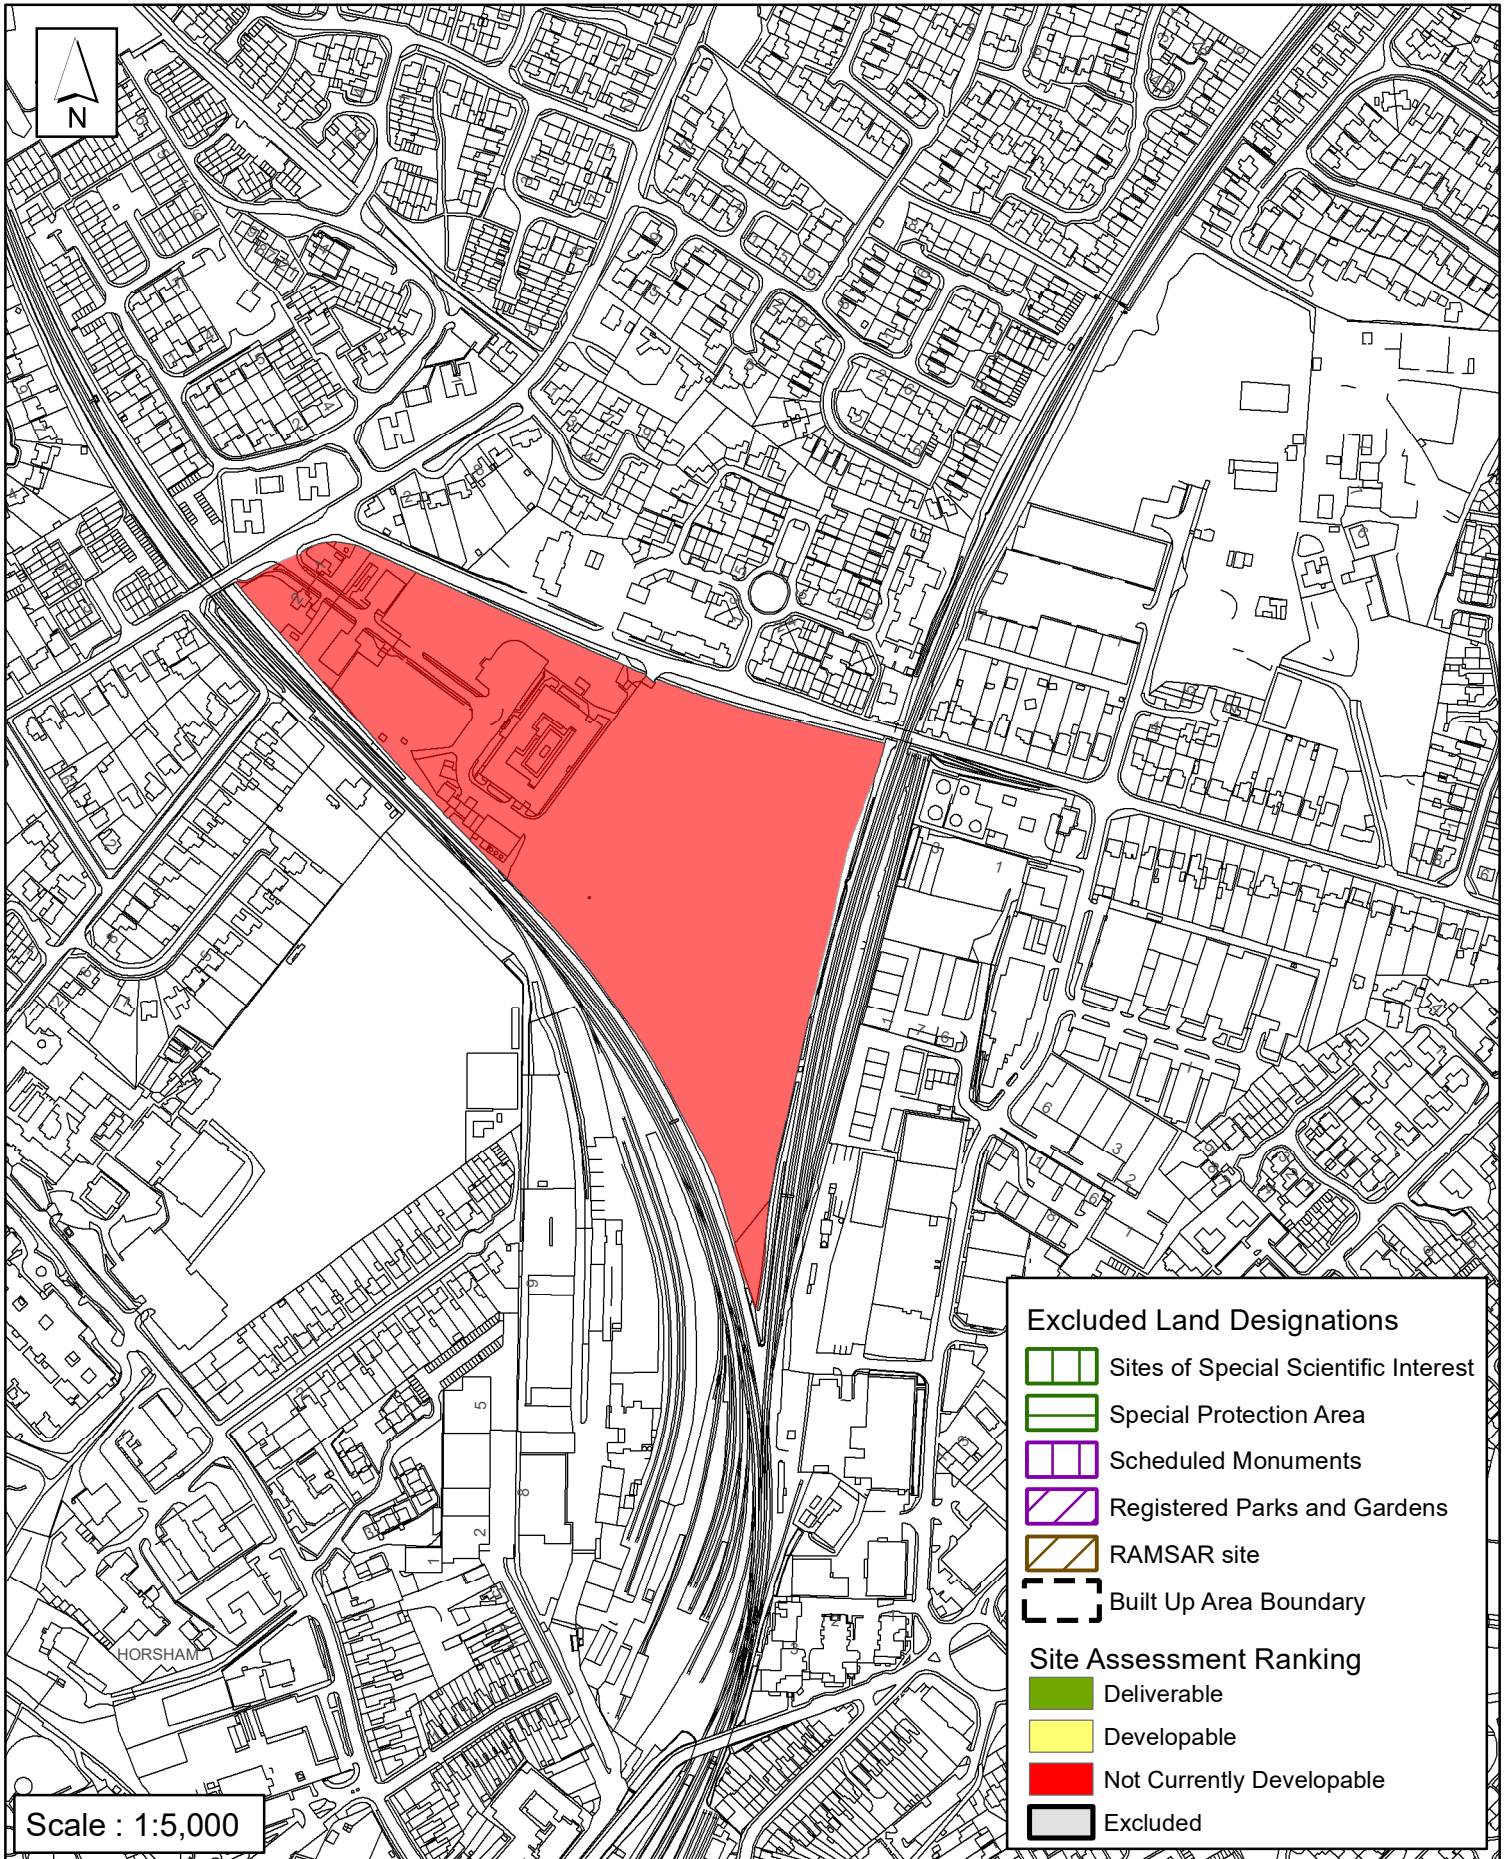 N
HORSHAM
Scale : 1:5,000
Excluded Land Designations
Sites of Special Scientific Interest
Special Protection Area
Scheduled Monuments
Registered Parks and Gardens
RAMSAR site
Built Up Area Boundary
Site Assessment Ranking
Deliverable
Developable
Not Currently Developable
Excluded